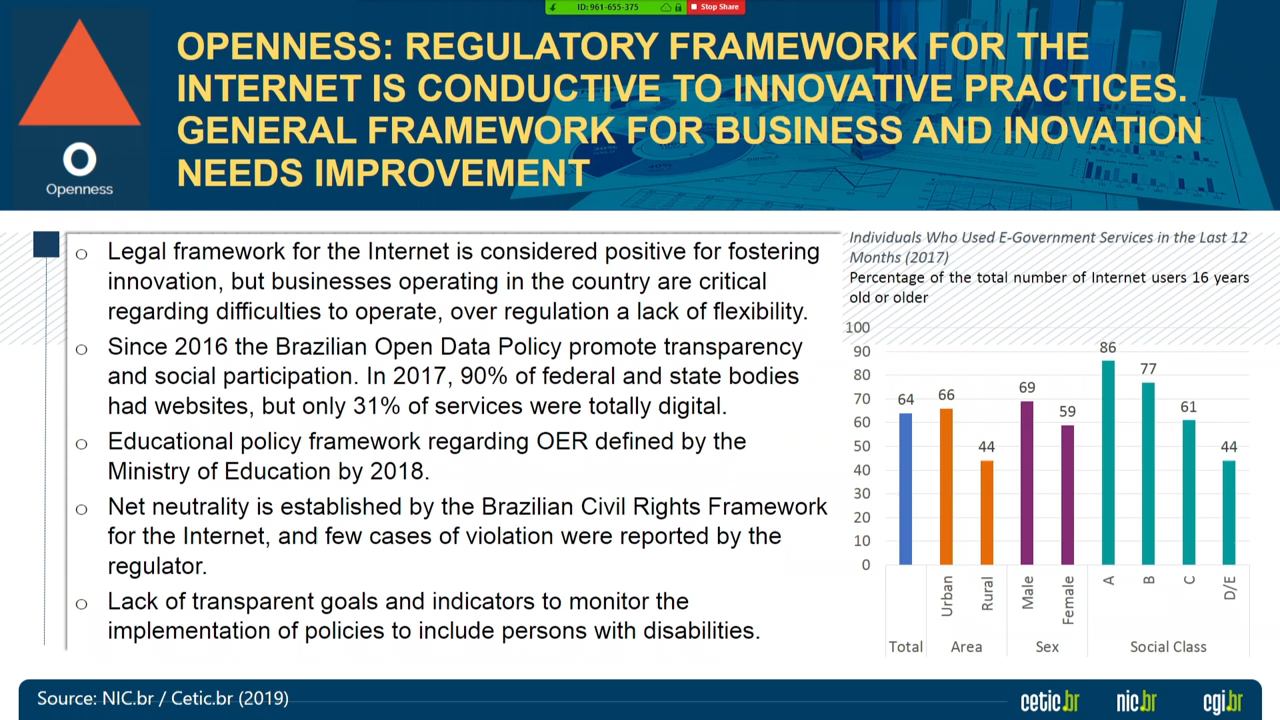 ID: 961-655-375
Stop Share
OPENNESS: REGULATORY FRAMEWORK FOR THE
INTERNET IS CONDUCTIVE TO INNOVATIVE PRACTICES.
GENERAL FRAMEWORK FOR BUSINESS AND INOVATION
NEEDS IMPROVEMENT
O
Openness
o Legal framework for the Internet is considered positive for fostering
innovation, but businesses operating in the country are critical
regarding difficulties to operate, over regulation a lack of flexibility.
o Since 2016 the Brazilian Open Data Policy promote transparency
and social participation. In 2017, 90% of federal and state bodies
had websites, but only 31% of services were totally digital.
o Educational policy framework regarding OER defined by the
Ministry of Education by 2018.
o Net neutrality is established by the Brazilian Civil Rights Framework
for the Internet, and few cases of violation were reported by the
regulator.
o Lack of transparent goals and indicators to monitor the
implementation of policies to include persons with disabilities.
Individuals Who Used E-Government Services in the Last 12
Months (2017)
Percentage of the total number of Internet users 16 years
old or older
100
90
80
70
60
50
40
30
20
10
0
64
66
44
69
59
86
77
61
44
Urban
Rural
Male
Female
A
B
C
D/E
Total
Area
Sex
Social Class
Source: NIC.br / Cetic.br (2019)
cetic.br
nic.br
cgi.br